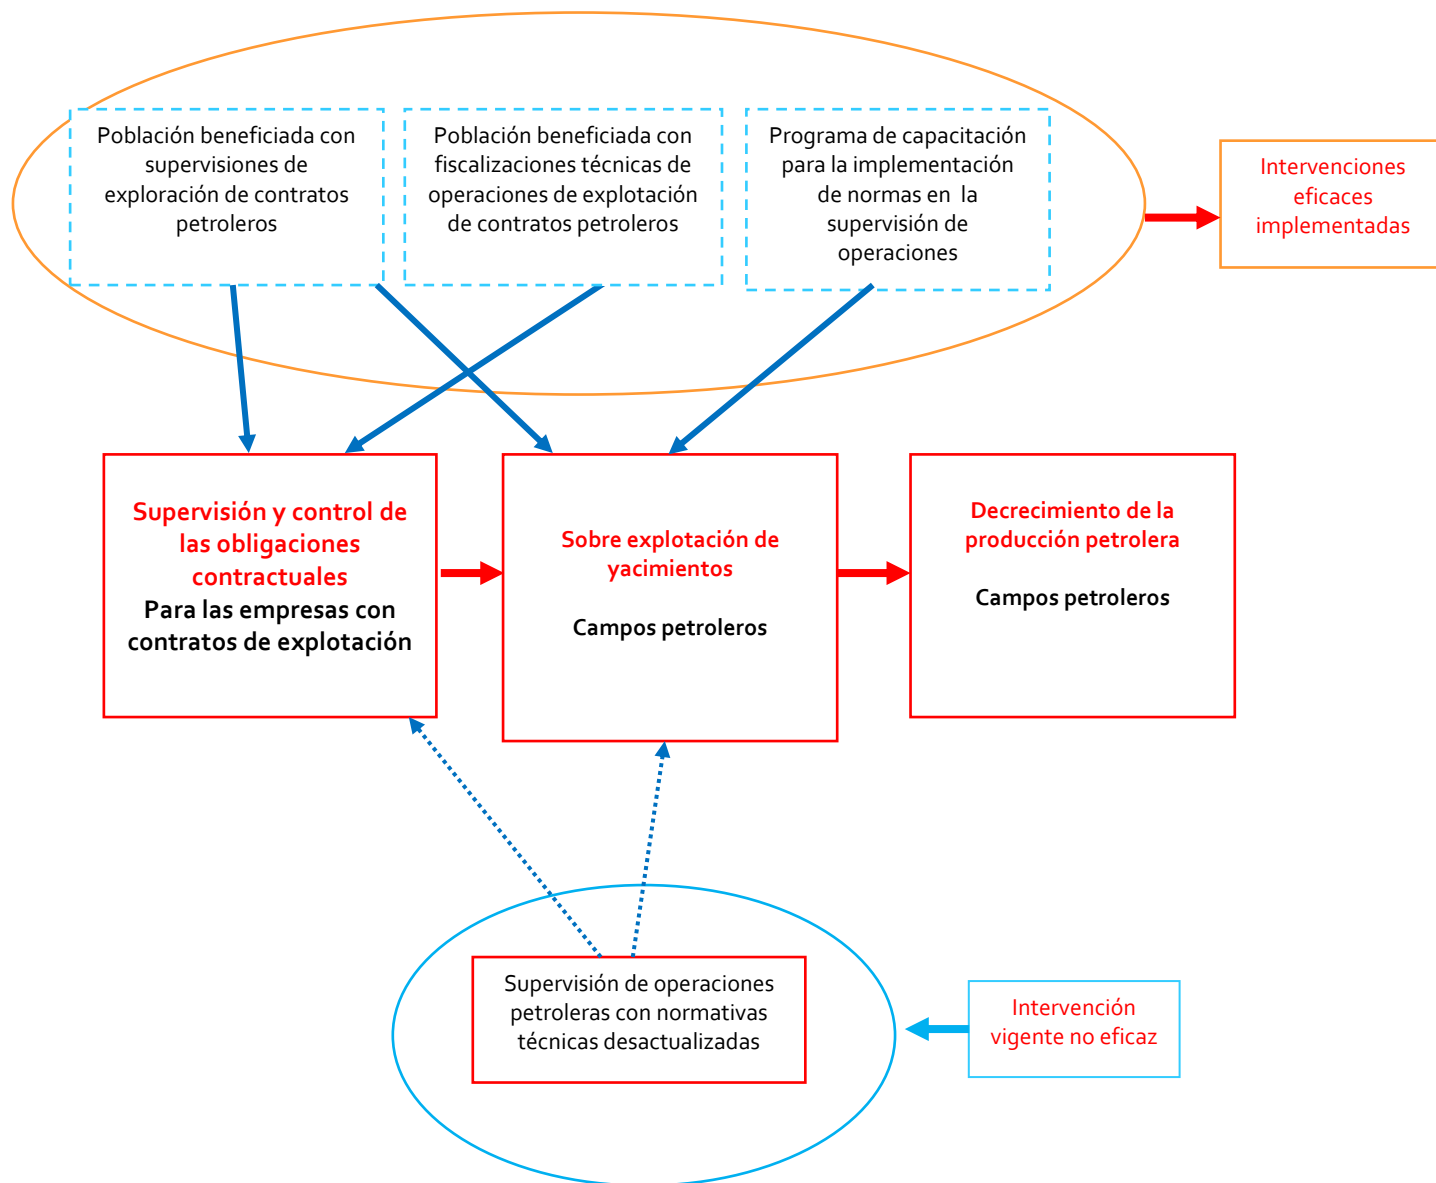 Población beneficiada con
supervisiones de
exploración de contratos
petroleros
Población beneficiada con
fiscalizaciones técnicas de
operaciones de explotación
de contratos petroleros
Programa de capacitación
para la implementación
de normas en la
supervisión de
operaciones
Intervenciones
eficaces
implementadas
Supervisión y control de
las obligaciones
contractuales
Para las empresas con
contratos de explotación
Sobre explotación de
yacimientos
Campos petroleros
Decrecimiento de la
producción petrolera
Campos petroleros
Supervisión de operaciones
petroleras con normativas
técnicas desactualizadas
Intervención
vigente no eficaz